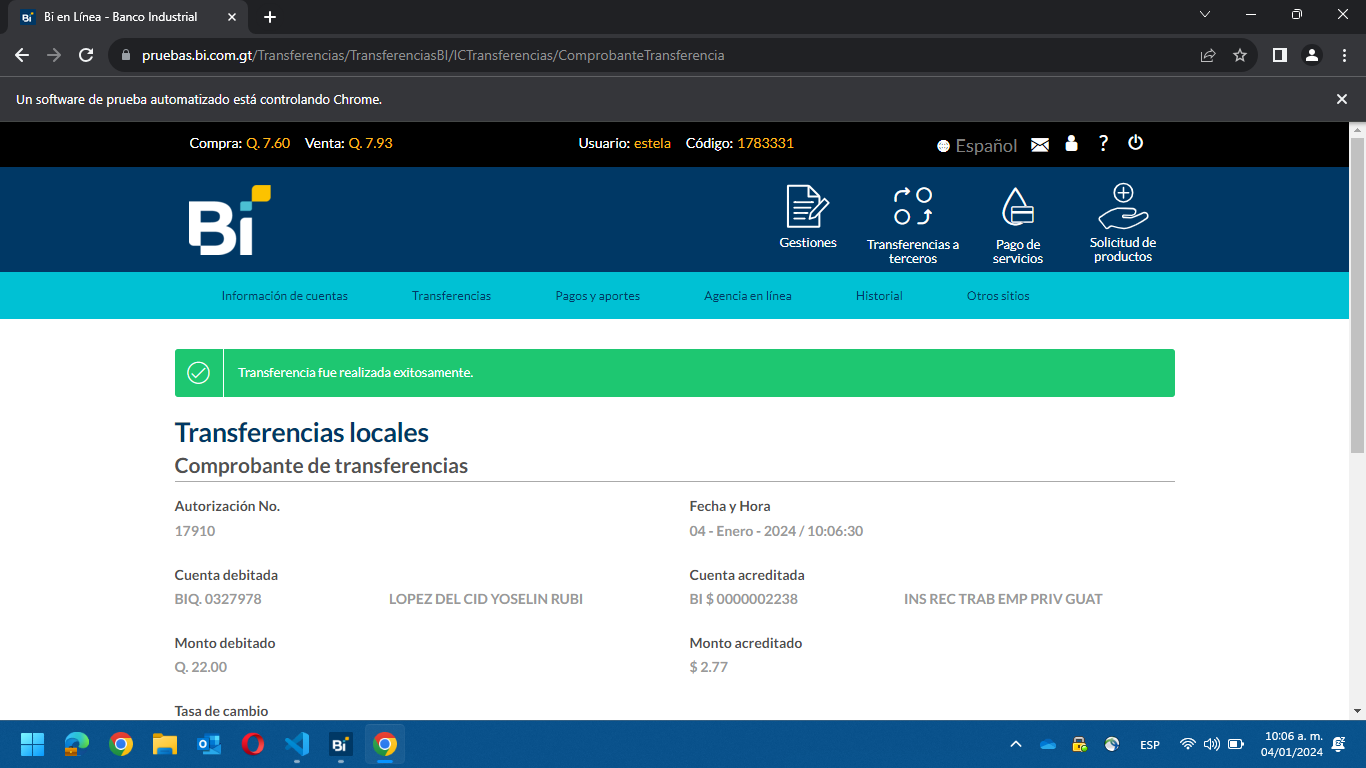 Bi en Línea - Banco Industrial
pruebas.bi.com.gt/Transferencias/TransferenciasBI/ICTransferencias/ComprobanteTransferencia
Un software de prueba automatizado está controlando Chrome.
Compra: Q. 7.60 Venta: Q. 7.93 Usuario: estela Código: 1783331 Español ?
Bi
Gestiones
Transferencias a terceros
Pago de servicios
Solicitud de productos
Información de cuentas Transferencias Pagos y aportes Agencia en línea Historial Otros sitios
Transferencia fue realizada exitosamente.
Transferencias locales
Comprobante de transferencias
Autorización No. Fecha y Hora
17910 04 - Enero - 2024 / 10:06:30
Cuenta debitada Cuenta acreditada
BIQ. 0327978 LOPEZ DEL CID YOSELIN RUBI BI $ 0000002238 INS REC TRAB EMP PRIV GUAT
Monto debitado Monto acreditado
Q. 22.00 $ 2.77
Tasa de cambio
Bi
ESP
10:06 a. m.
04/01/2024